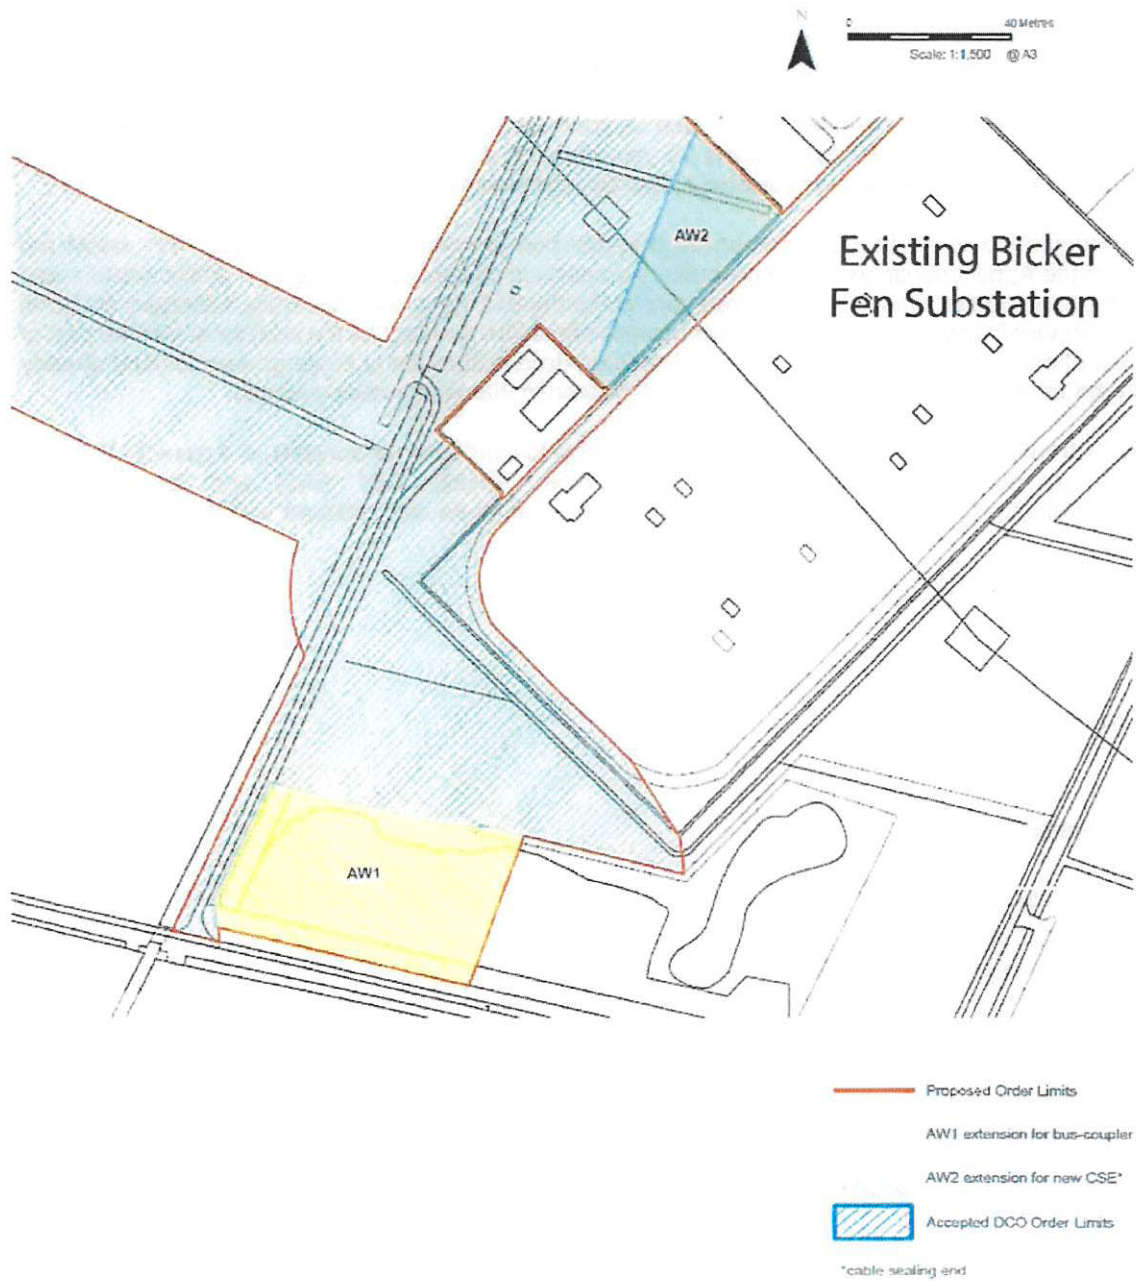 N
0 40 Metres
Scale: 1:1,500 @ A3
AW2
Existing Bicker
Fen Substation
AW1
Proposed Order Limits
AW1 extension for bus-coupler
AW2 extension for new CSE*
Accepted DCO Order Limits
*cable sealing end